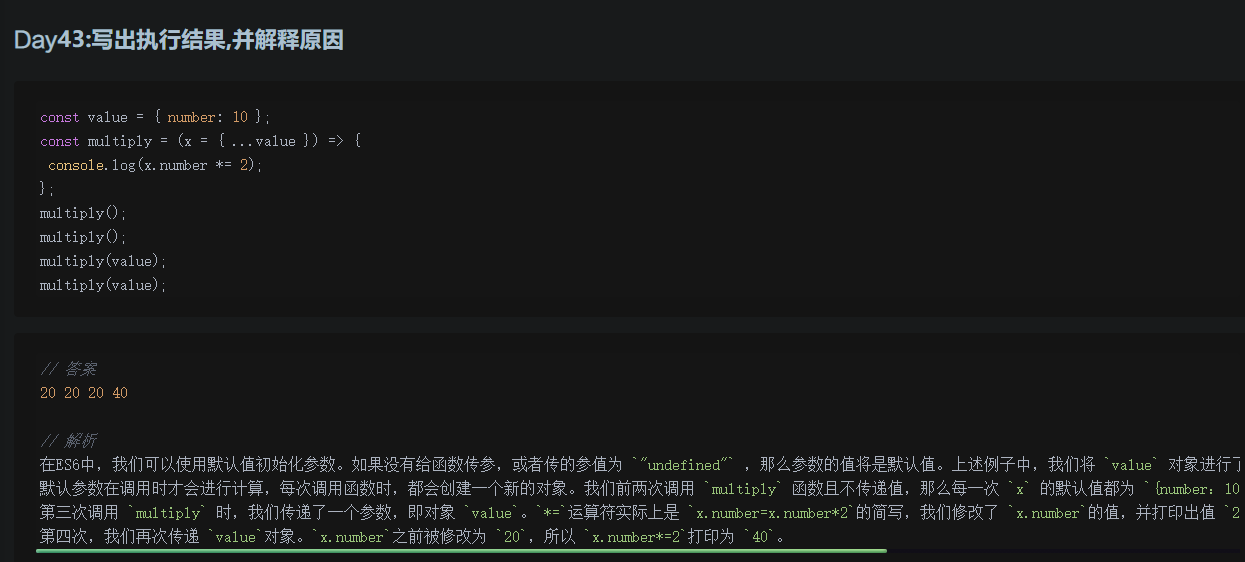 Day43:写出执行结果,并解释原因
const value = { number: 10 };
const multiply = (x = { ...value }) => {
console.log(x.number *= 2);
};
multiply();
multiply();
multiply(value);
multiply(value);
// 答案
20 20 20 40
// 解析
在ES6中，我们可以使用默认值初始化参数。如果没有给函数传参，或者传的参值为 `"undefined"` ，那么参数的值将是默认值。上述例子中，我们将 `value` 对象进行了
默认参数在调用时才会进行计算，每次调用函数时，都会创建一个新的对象。我们前两次调用 `multiply` 函数且不传递值，那么每一次 `x` 的默认值都为 `{number：10
第三次调用 `multiply` 时，我们传递了一个参数，即对象 `value`。`*=`运算符实际上是 `x.number=x.number*2`的简写，我们修改了 `x.number`的值，并打印出值 `2
第四次，我们再次传递 `value`对象。`x.number`之前被修改为 `20`，所以 `x.number*=2`打印为 `40`。